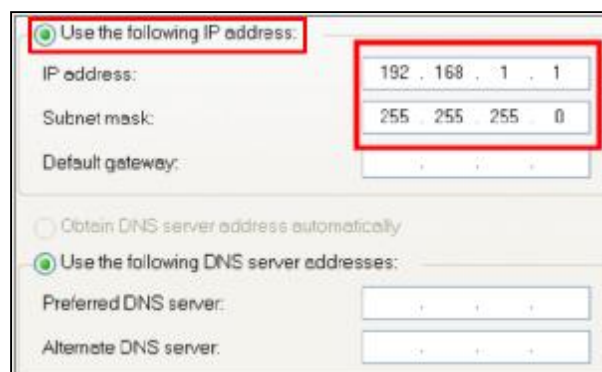 Use the following IP address:
IP address: 192 . 168 . 1 . 1
Subnet mask: 255 . 255 . 255 . 0
Default gateway: . . .
Obtain DNS server address automatically
Use the following DNS server addresses:
Preferred DNS server: . . .
Alternate DNS server: . . .